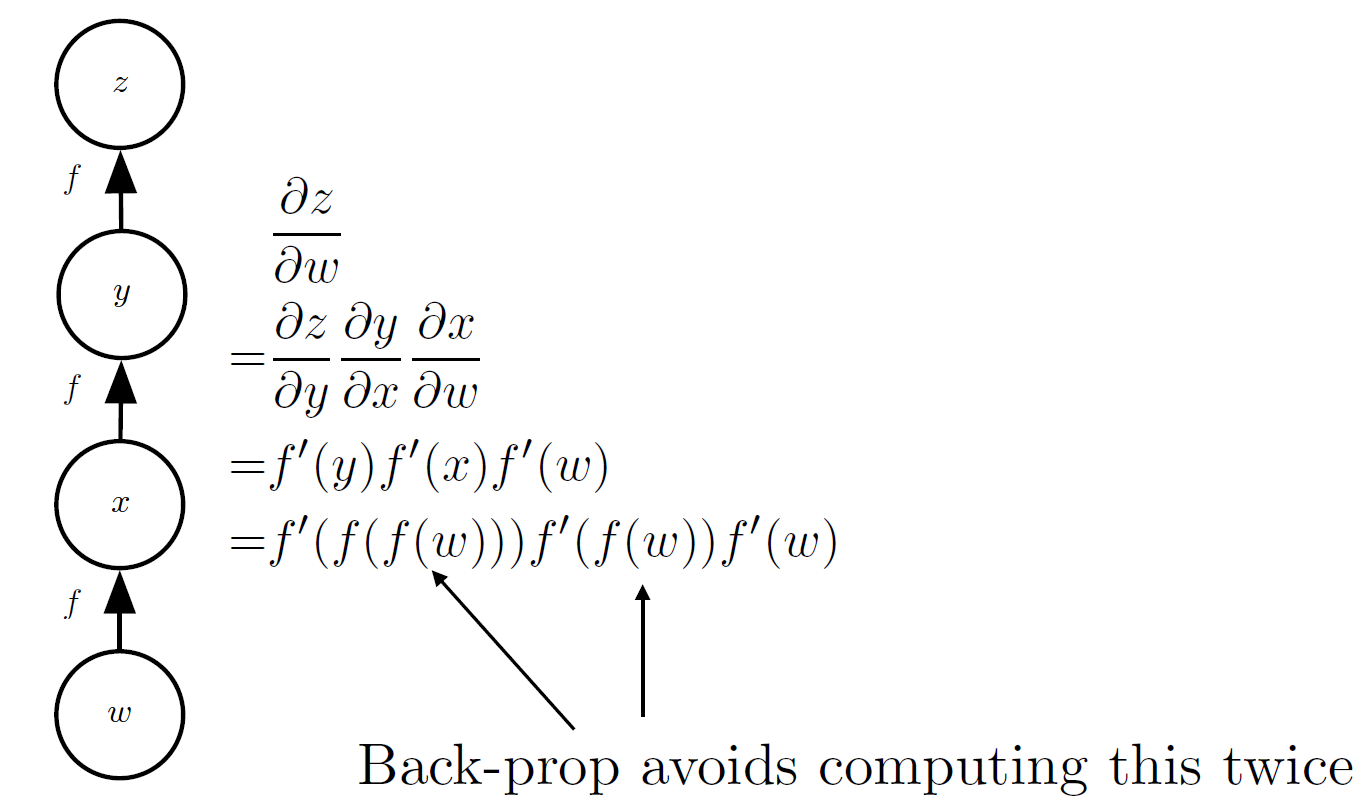 z
f
∂z
∂w
y
=∂z/∂y ∂y/∂x ∂x/∂w
f
=f′(y)f′(x)f′(w)
x
=f′(f(f(w)))f′(f(w))f′(w)
f
w
Back-prop avoids computing this twice